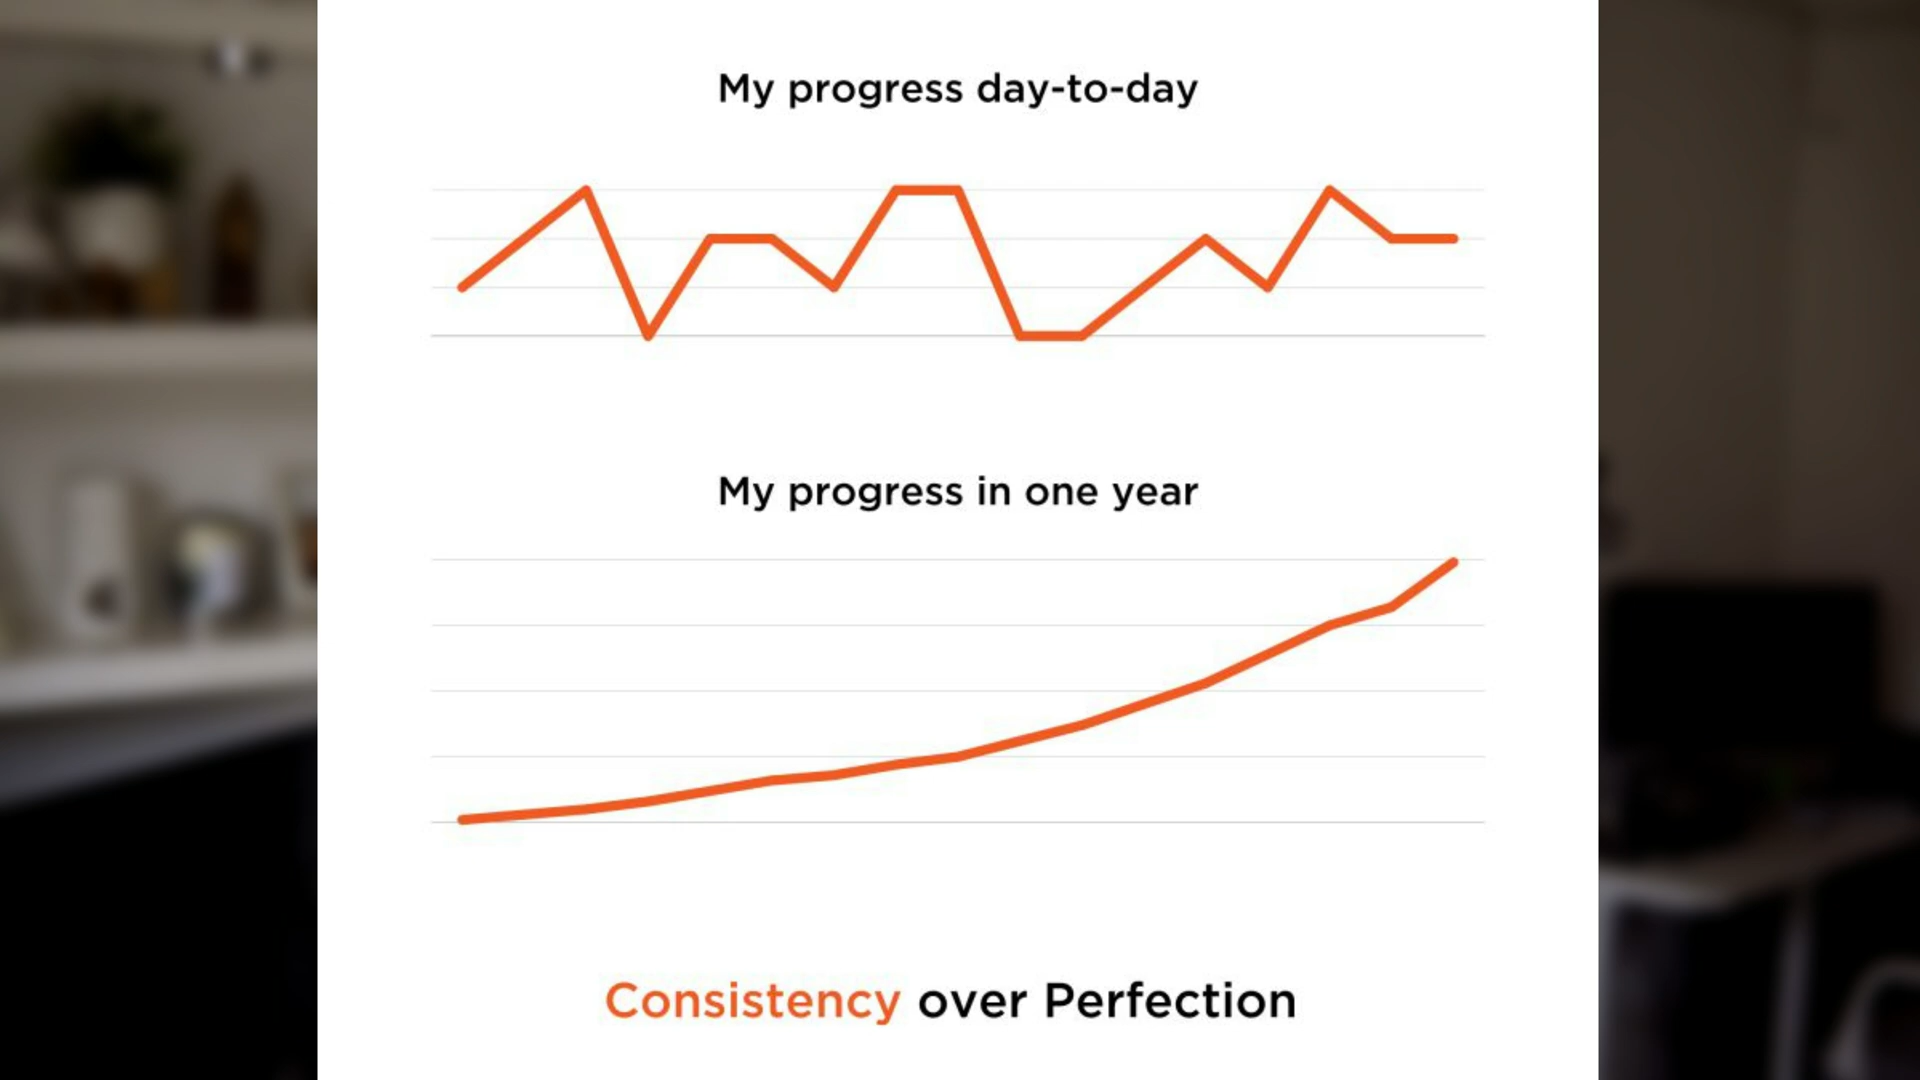 My progress day-to-day
My progress in one year
Consistency over Perfection